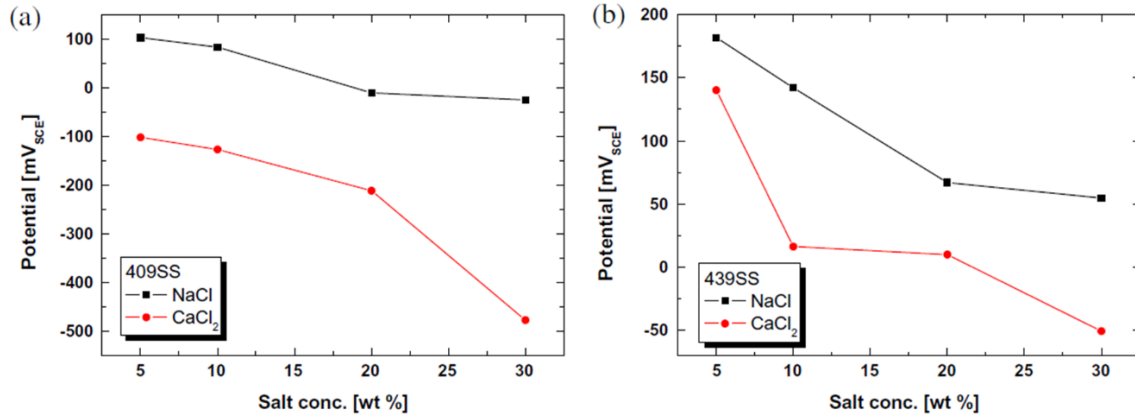 (a)
Potential [mV_SCE]
100
0
-100
-200
-300
-400
-500
409SS
NaCl
CaCl₂
5 10 15 20 25 30
Salt conc. [wt %]
(b)
Potential [mV_SCE]
200
150
100
50
0
-50
439SS
NaCl
CaCl₂
5 10 15 20 25 30
Salt conc. [wt %]